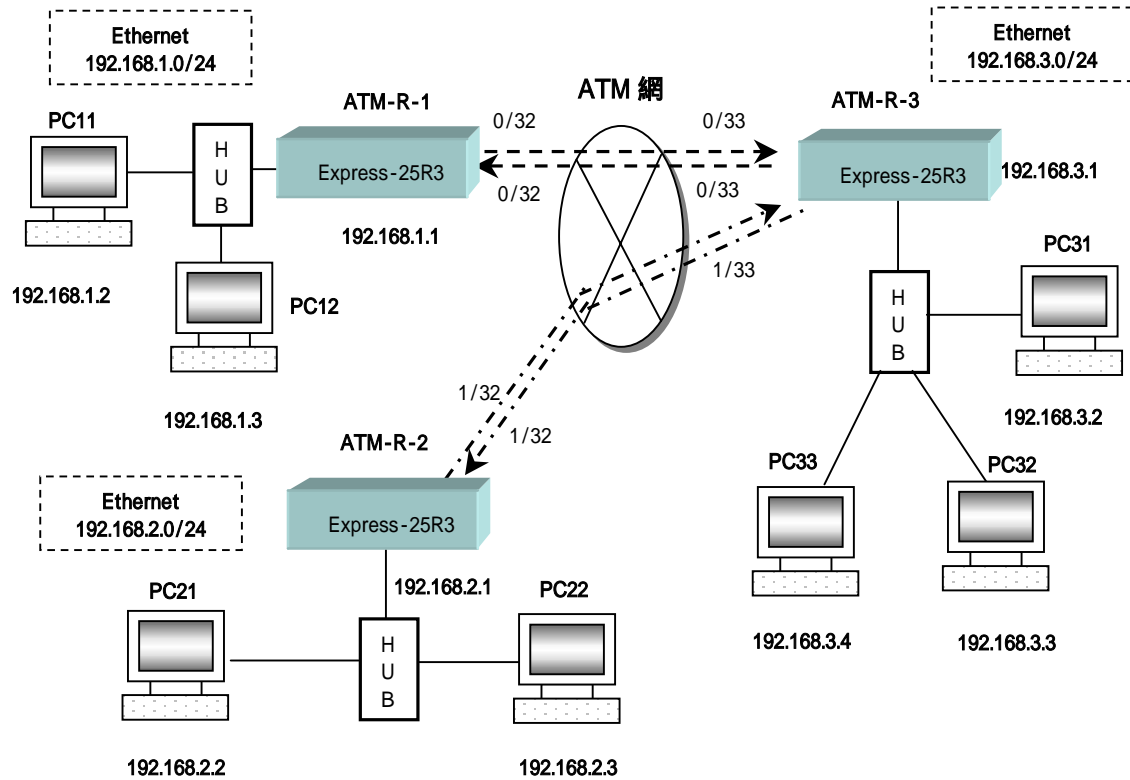 Ethernet
192.168.1.0/24
Ethernet
192.168.3.0/24
ATM 網
ATM-R-1
ATM-R-3
PC11
H
U
B
Express-25R3
0/32
0/33
0/32
0/33
Express-25R3
192.168.3.1
192.168.1.1
192.168.1.2
PC12
192.168.1.3
1/33
PC31
H
U
B
192.168.3.2
1/32
1/32
ATM-R-2
Express-25R3
PC33
PC32
192.168.3.4
192.168.3.3
Ethernet
192.168.2.0/24
192.168.2.1
PC21
PC22
H
U
B
192.168.2.2
192.168.2.3